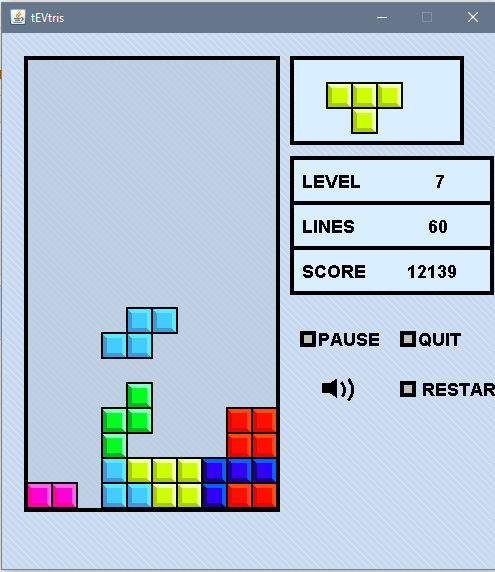 tEVtris
LEVEL 7
LINES 60
SCORE 12139
PAUSE QUIT
RESTAR